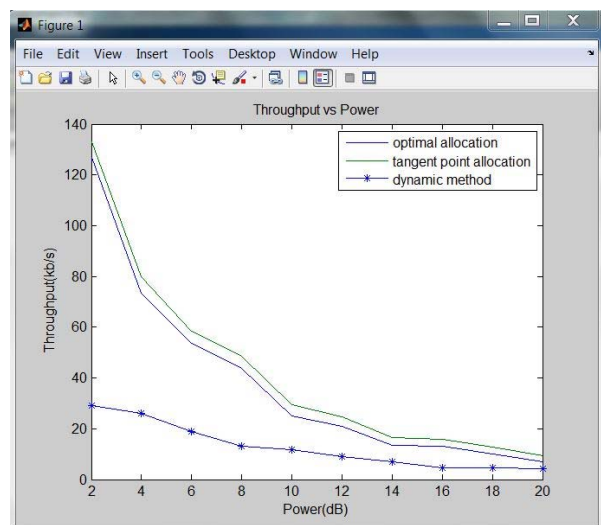 Figure 1
File Edit View Insert Tools Desktop Window Help
Throughput vs Power
140
120
100
80
60
40
20
0
Throughput(kb/s)
optimal allocation
tangent point allocation
dynamic method
2 4 6 8 10 12 14 16 18 20
Power(dB)